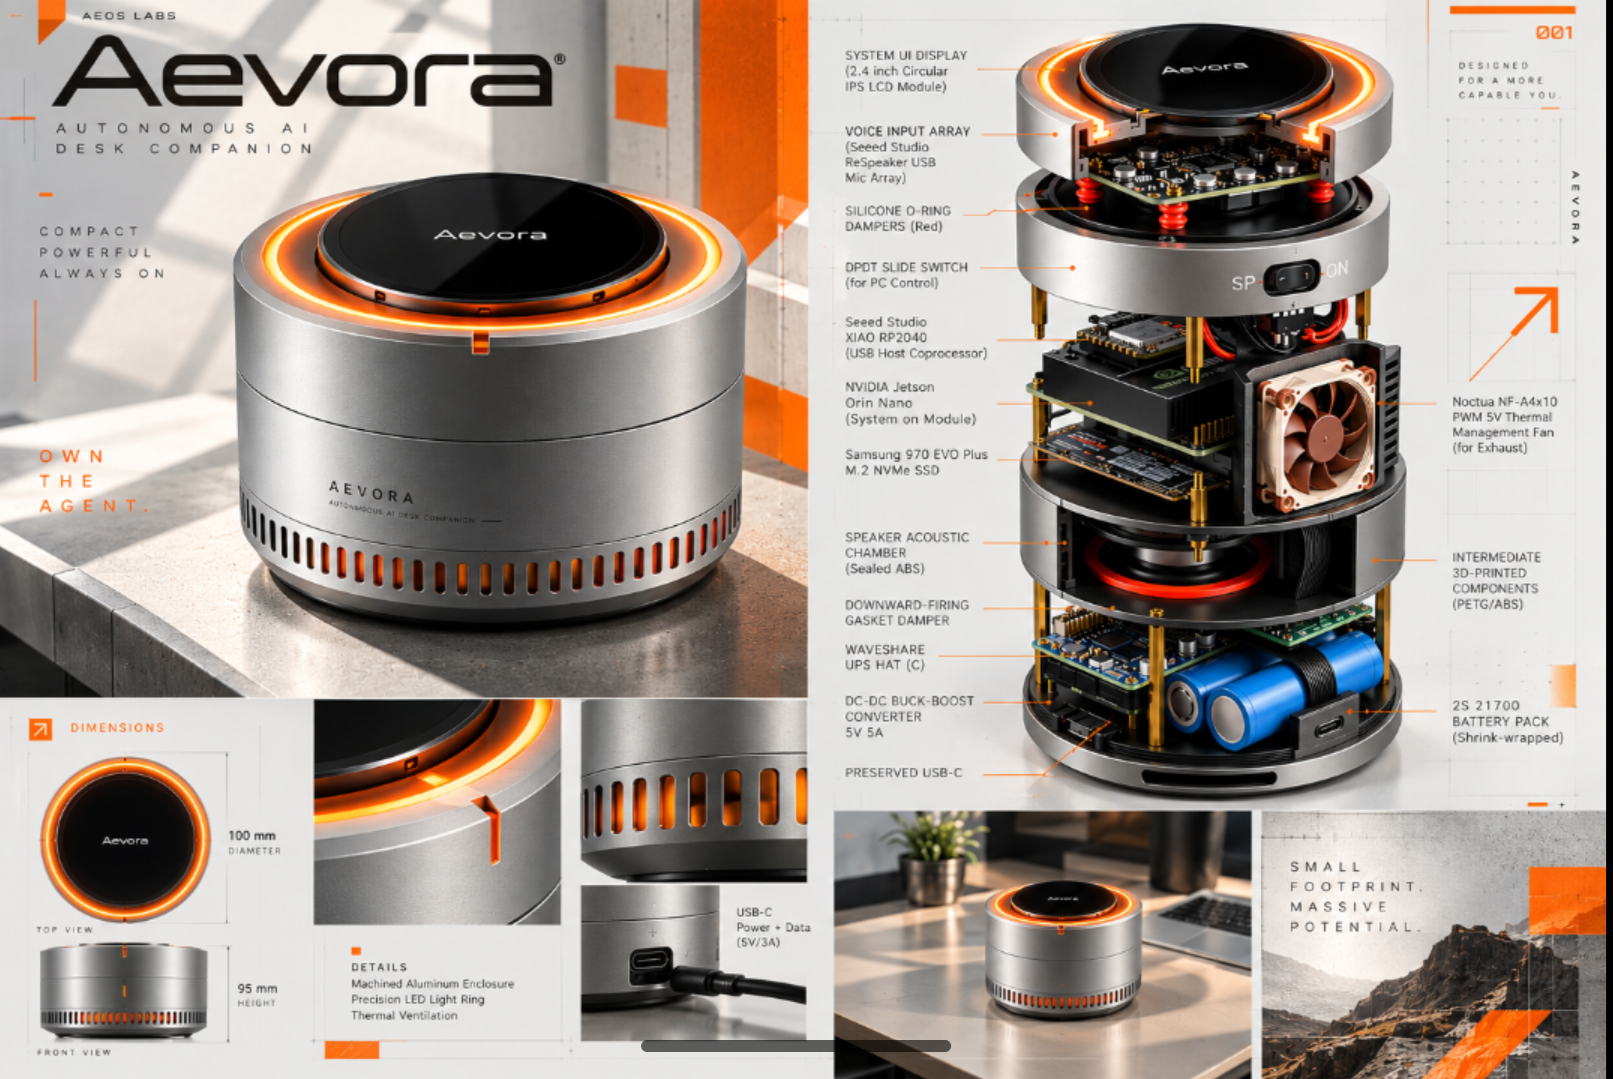 AEOS LABS
Aevora®
AUTONOMOUS AI
DESK COMPANION
COMPACT
POWERFUL
ALWAYS ON
OWN
THE
AGENT.
Aevora
AEVORA
AUTONOMOUS AI DESK COMPANION
DIMENSIONS
Aevora
100 mm
DIAMETER
TOP VIEW
95 mm
HEIGHT
FRONT VIEW
DETAILS
Machined Aluminum Enclosure
Precision LED Light Ring
Thermal Ventilation
USB-C
Power + Data
(5V/3A)
SYSTEM UI DISPLAY
(2.4 inch Circular
IPS LCD Module)
VOICE INPUT ARRAY
(Seeed Studio
ReSpeaker USB
Mic Array)
SILICONE O-RING
DAMPERS (Red)
DPDT SLIDE SWITCH
(for PC Control)
Seeed Studio
XIAO RP2040
(USB Host Coprocessor)
NVIDIA Jetson
Orin Nano
(System on Module)
Samsung 970 EVO Plus
M.2 NVMe SSD
SPEAKER ACOUSTIC
CHAMBER
(Sealed ABS)
DOWNWARD-FIRING
GASKET DAMPER
WAVESHARE
UPS HAT (C)
DC-DC BUCK-BOOST
CONVERTER
5V 5A
PRESERVED USB-C
Aevora
SP
ON
001
DESIGNED
FOR A MORE
CAPABLE YOU.
AEVORA
Noctua NF-A4x10
PWM 5V Thermal
Management Fan
(for Exhaust)
INTERMEDIATE
3D-PRINTED
COMPONENTS
(PETG/ABS)
2S 21700
BATTERY PACK
(Shrink-wrapped)
Aevora
SMALL
FOOTPRINT.
MASSIVE
POTENTIAL.